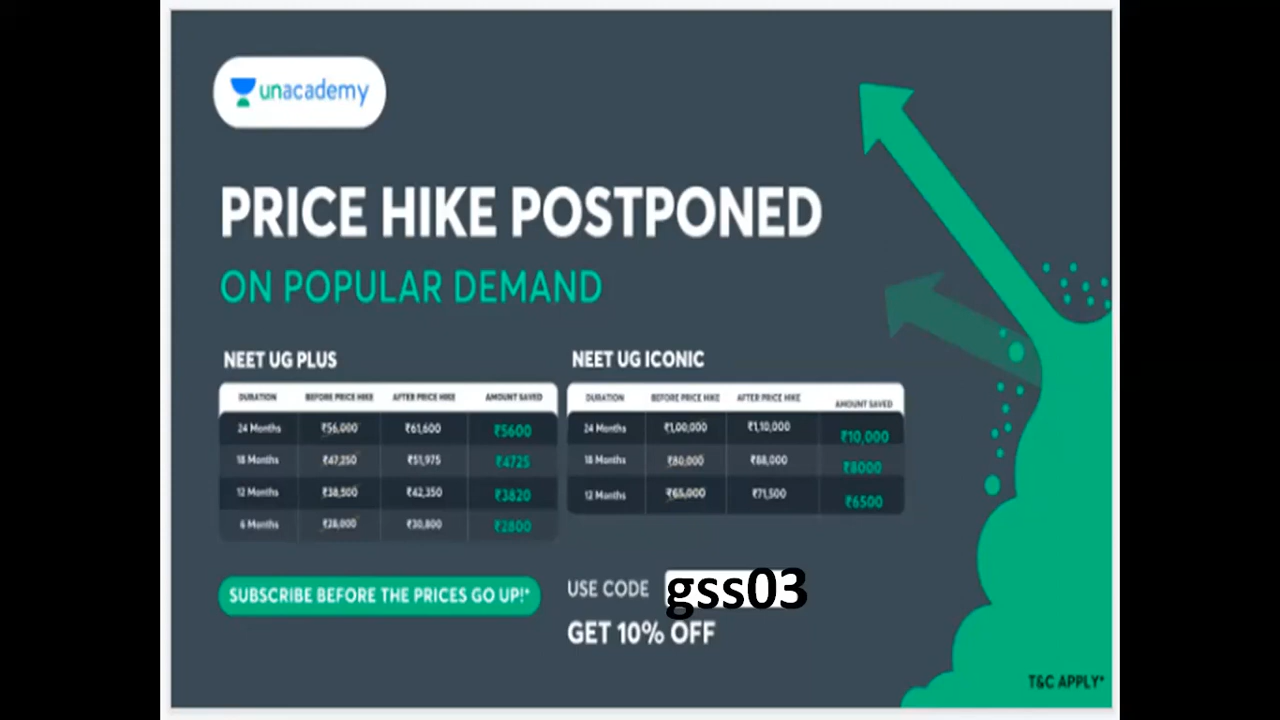 unacademy
PRICE HIKE POSTPONED
ON POPULAR DEMAND
NEET UG PLUS
DURATION BEFORE PRICE HIKE AFTER PRICE HIKE AMOUNT SAVED
24 Months ₹56,000 ₹61,600 ₹5600
18 Months ₹47,250 ₹51,975 ₹4725
12 Months ₹38,500 ₹42,350 ₹3820
6 Months ₹28,000 ₹30,800 ₹2800
NEET UG ICONIC
DURATION BEFORE PRICE HIKE AFTER PRICE HIKE AMOUNT SAVED
24 Months ₹1,00,000 ₹1,10,000 ₹10,000
18 Months ₹80,000 ₹88,000 ₹8000
12 Months ₹65,000 ₹71,500 ₹6500
SUBSCRIBE BEFORE THE PRICES GO UP!*
USE CODE gss03
GET 10% OFF
T&C APPLY*